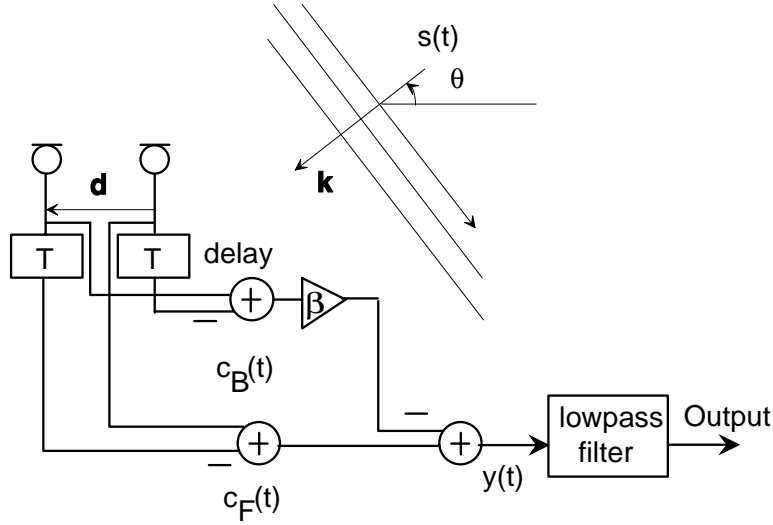 s(t)
θ
k
d
T
T
delay
β
c_B(t)
c_F(t)
y(t)
lowpass
filter
Output